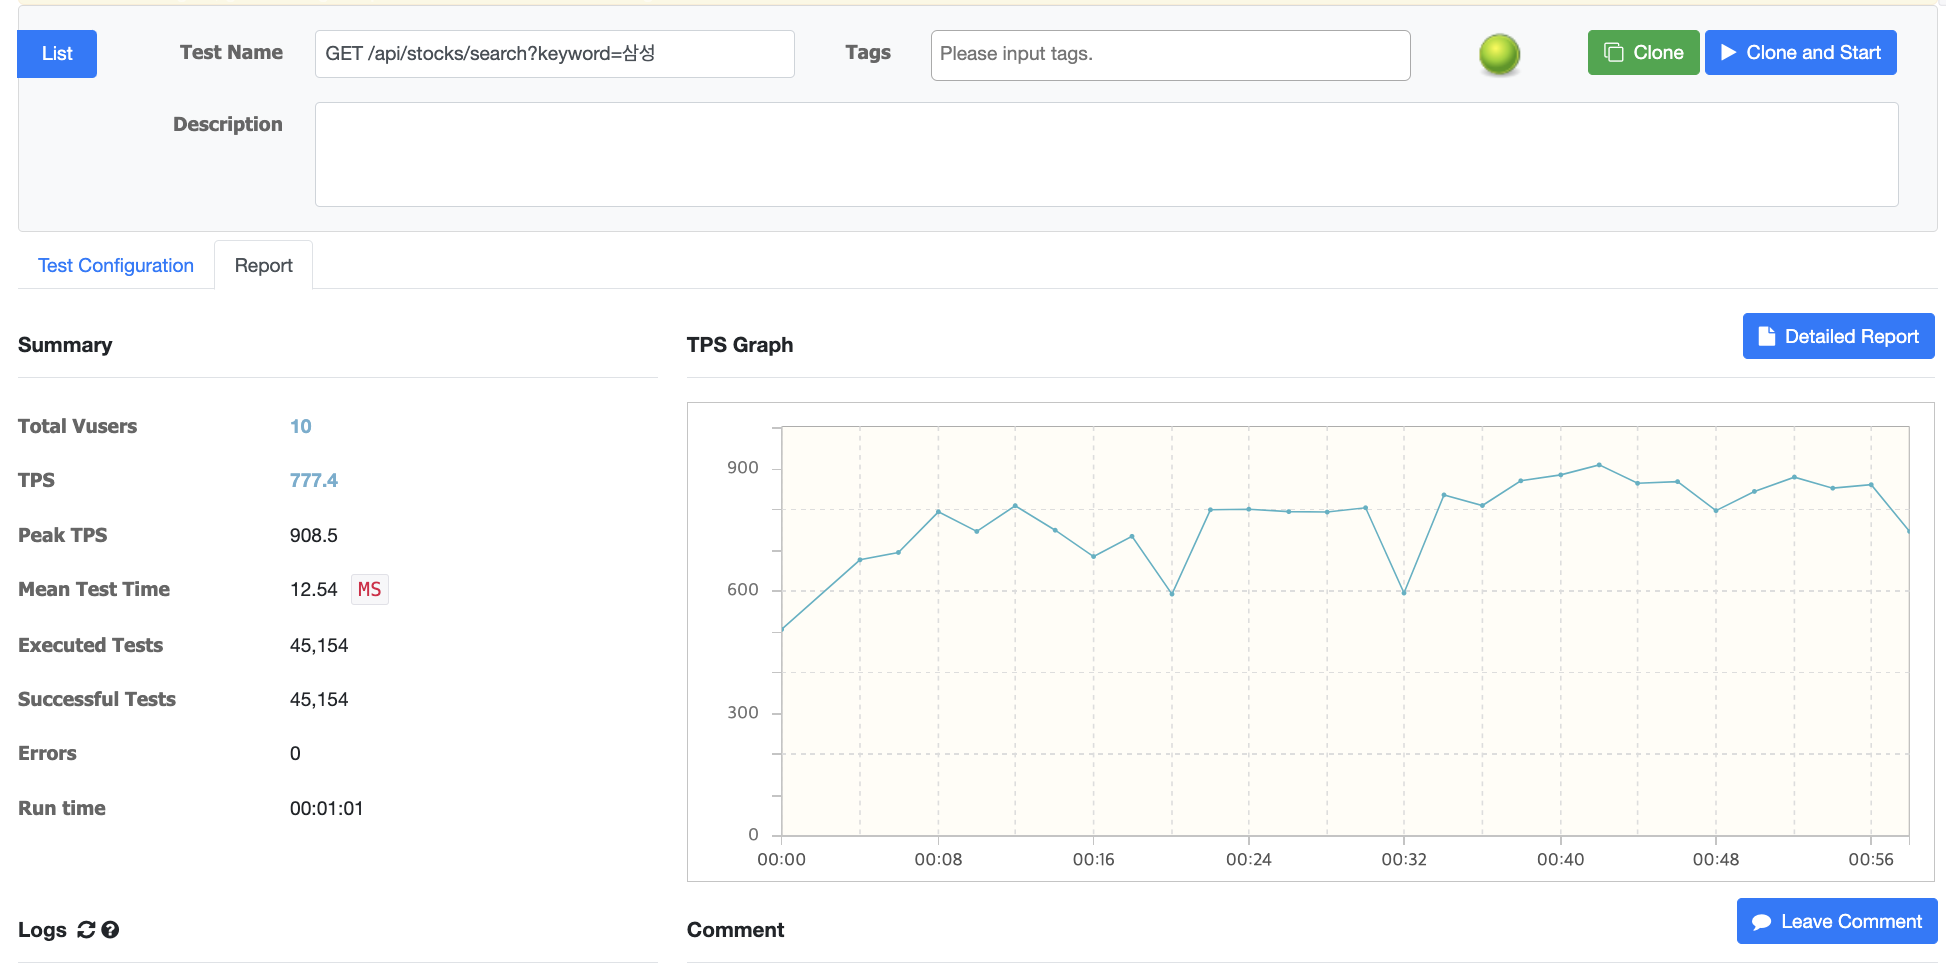 List
Test Name
GET /api/stocks/search?keyword=삼성
Tags
Please input tags.
Clone
Clone and Start
Description
Test Configuration
Report
Summary
TPS Graph
Detailed Report
Total Vusers 10
TPS 777.4
Peak TPS 908.5
Mean Test Time 12.54 MS
Executed Tests 45,154
Successful Tests 45,154
Errors 0
Run time 00:01:01
900
600
300
0
00:00 00:08 00:16 00:24 00:32 00:40 00:48 00:56
Logs
Comment
Leave Comment